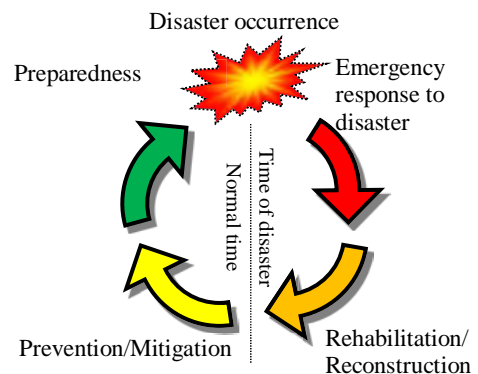 Disaster occurrence
Preparedness
Emergency
response to
disaster
Time of disaster
Normal time
Prevention/Mitigation
Rehabilitation/
Reconstruction